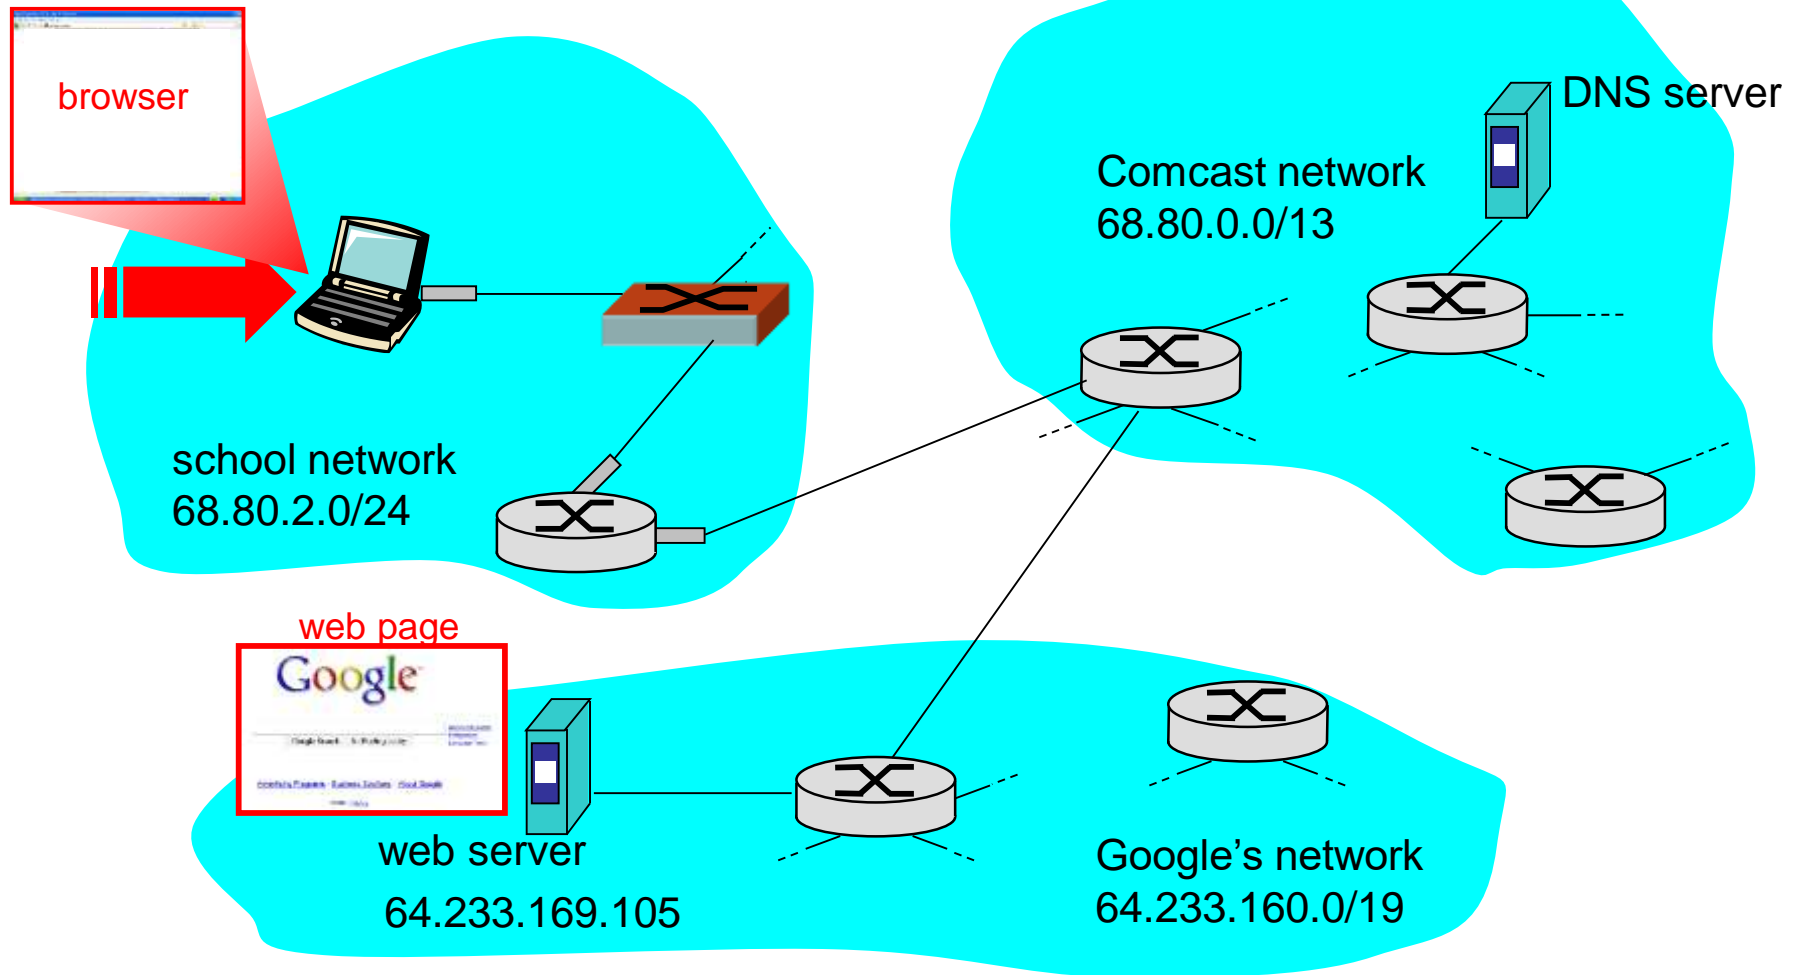 browser
DNS server
Comcast network
68.80.0.0/13
school network
68.80.2.0/24
web page
Google
web server
64.233.169.105
Google’s network
64.233.160.0/19